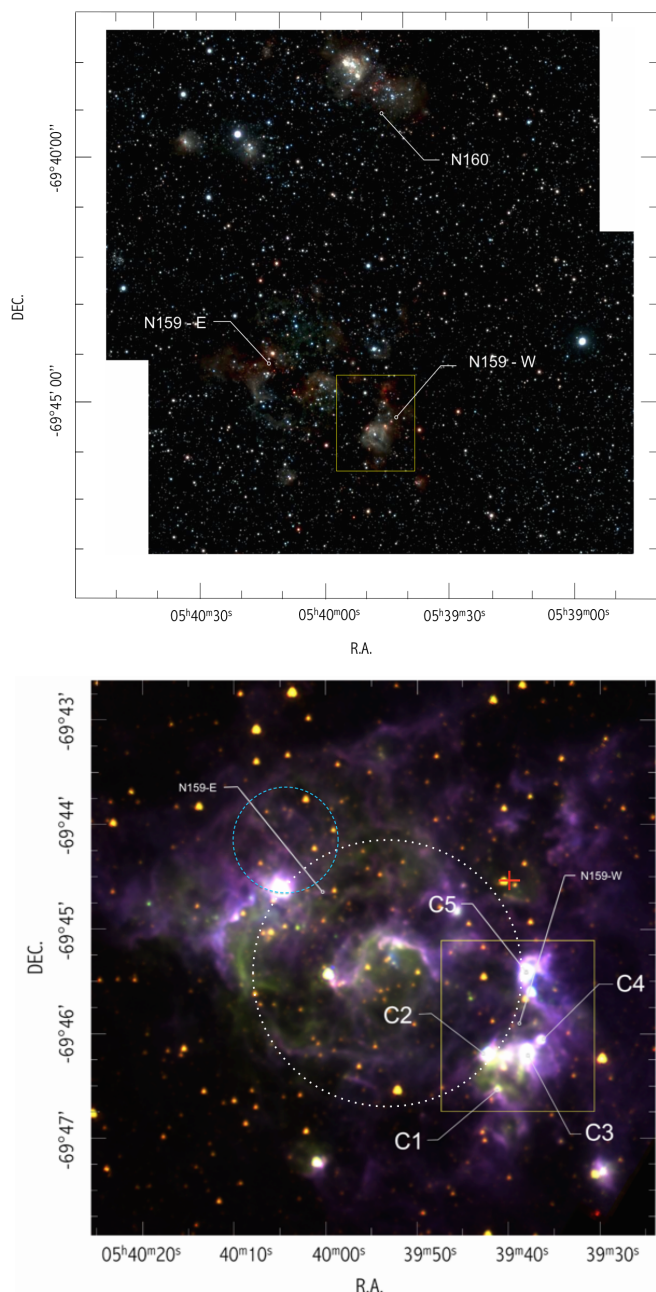 N160
-69°40'00"
DEC.
N159 - E
N159 - W
-69°45' 00"
05ʰ40ᵐ30ˢ 05ʰ40ᵐ00ˢ 05ʰ39ᵐ30ˢ 05ʰ39ᵐ00ˢ
R.A.
-69°43'
N159-E
-69°44'
N159-W
C5
-69°45'
DEC.
C4
C2
-69°46'
C1
C3
-69°47'
05ʰ40ᵐ20ˢ 40ᵐ10ˢ 40ᵐ00ˢ 39ᵐ50ˢ 39ᵐ40ˢ 39ᵐ30ˢ
R.A.